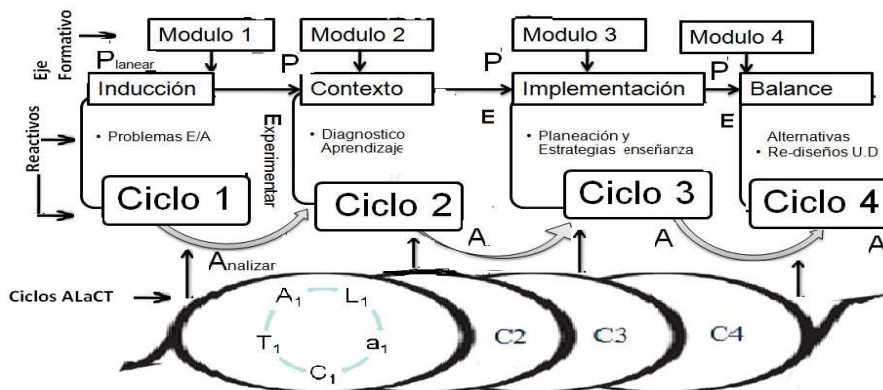 Eje
Formativo
Modulo 1
Modulo 2
Modulo 3
Modulo 4
Planear
P
P'
P'
Inducción
Contexto
Implementación
Balance
Reactivos
• Problemas E/A
Experimentar
• Diagnostico
Aprendizaje
E
• Planeación y
Estrategias enseñanza
E
Alternativas
• Re-diseños U.D
Ciclo 1
Ciclo 2
Ciclo 3
Ciclo 4
Analizar
A
A
A
Ciclos ALaCT
A1
L1
T1
a1
C1
C2
C3
C4